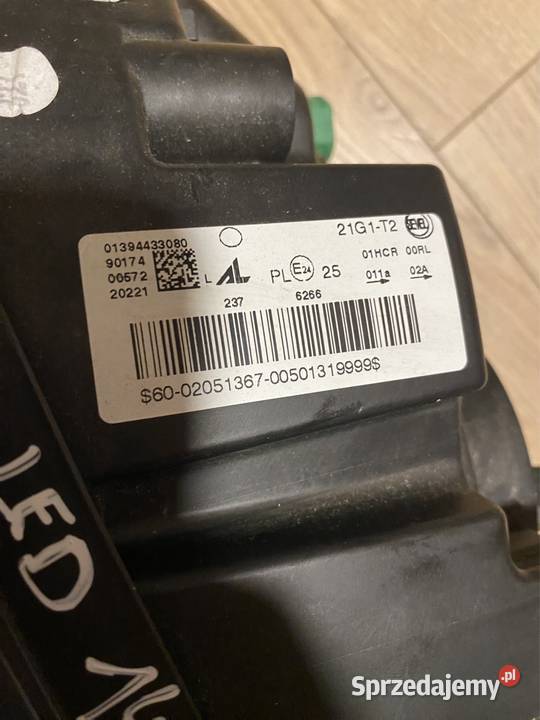 01394433080
90174
00572
20221
L AL
237
PL E24 25
6266
21G1-T2 SEVEL
01HCR 00RL
011a 02A
$60-02051367-00501319999$
LED
Sprzedajemy.pl